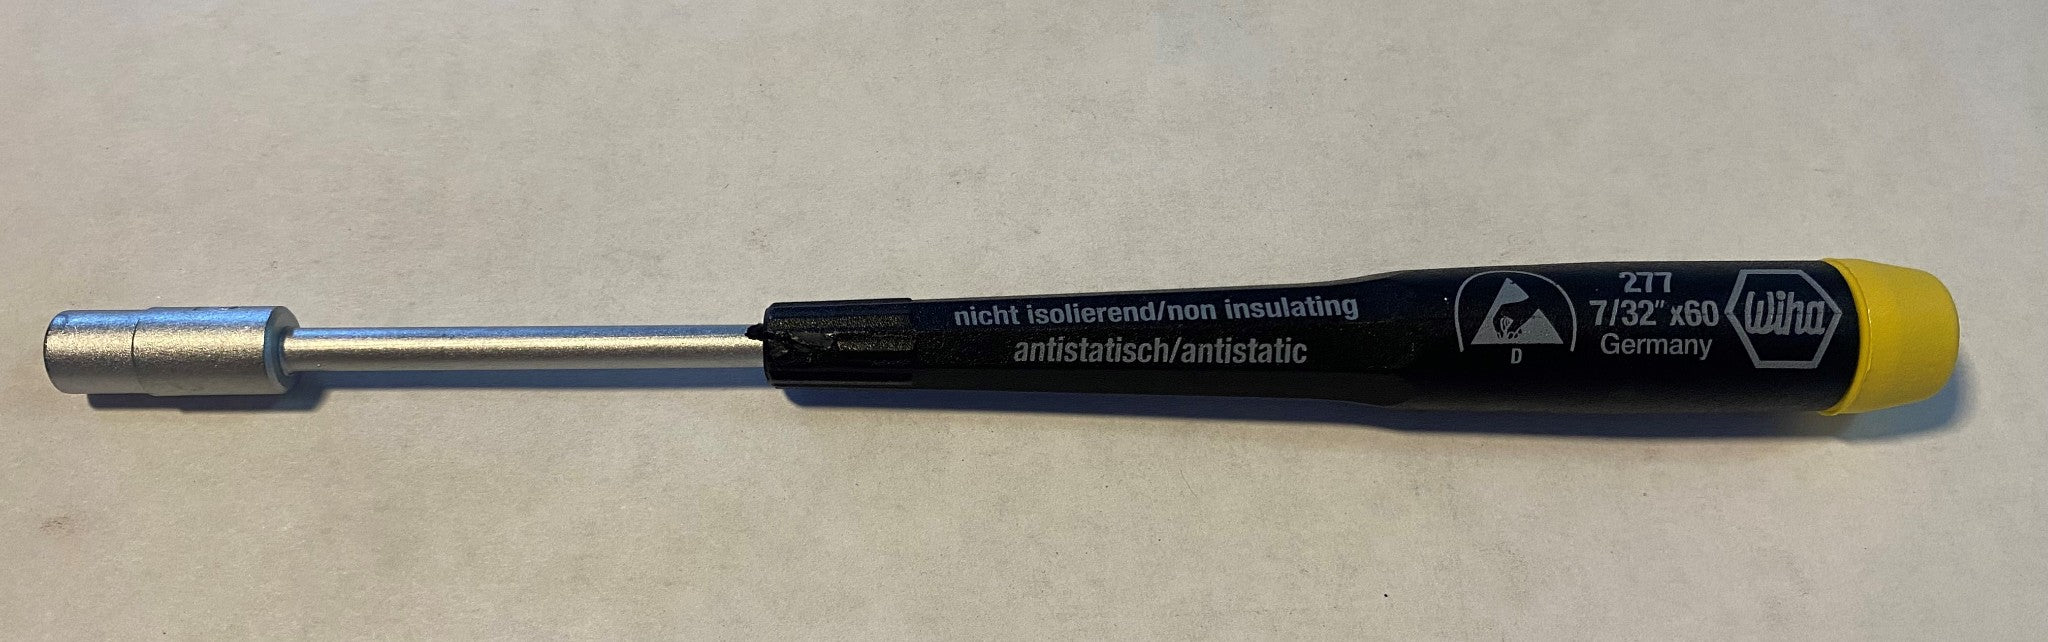 nicht isolierend/non insulating
antistatisch/antistatic
D
277
7/32"x60
Germany
Wiha